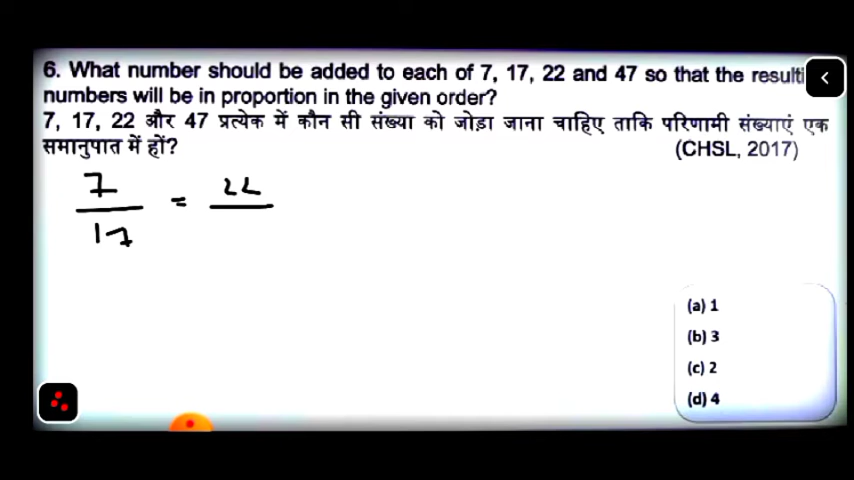 6. What number should be added to each of 7, 17, 22 and 47 so that the resulti
numbers will be in proportion in the given order?
7, 17, 22 और 47 प्रत्येक में कौन सी संख्या को जोड़ा जाना चाहिए ताकि परिणामी संख्याएं एक
समानुपात में हों? (CHSL, 2017)
7 = 22
17
(a) 1
(b) 3
(c) 2
(d) 4